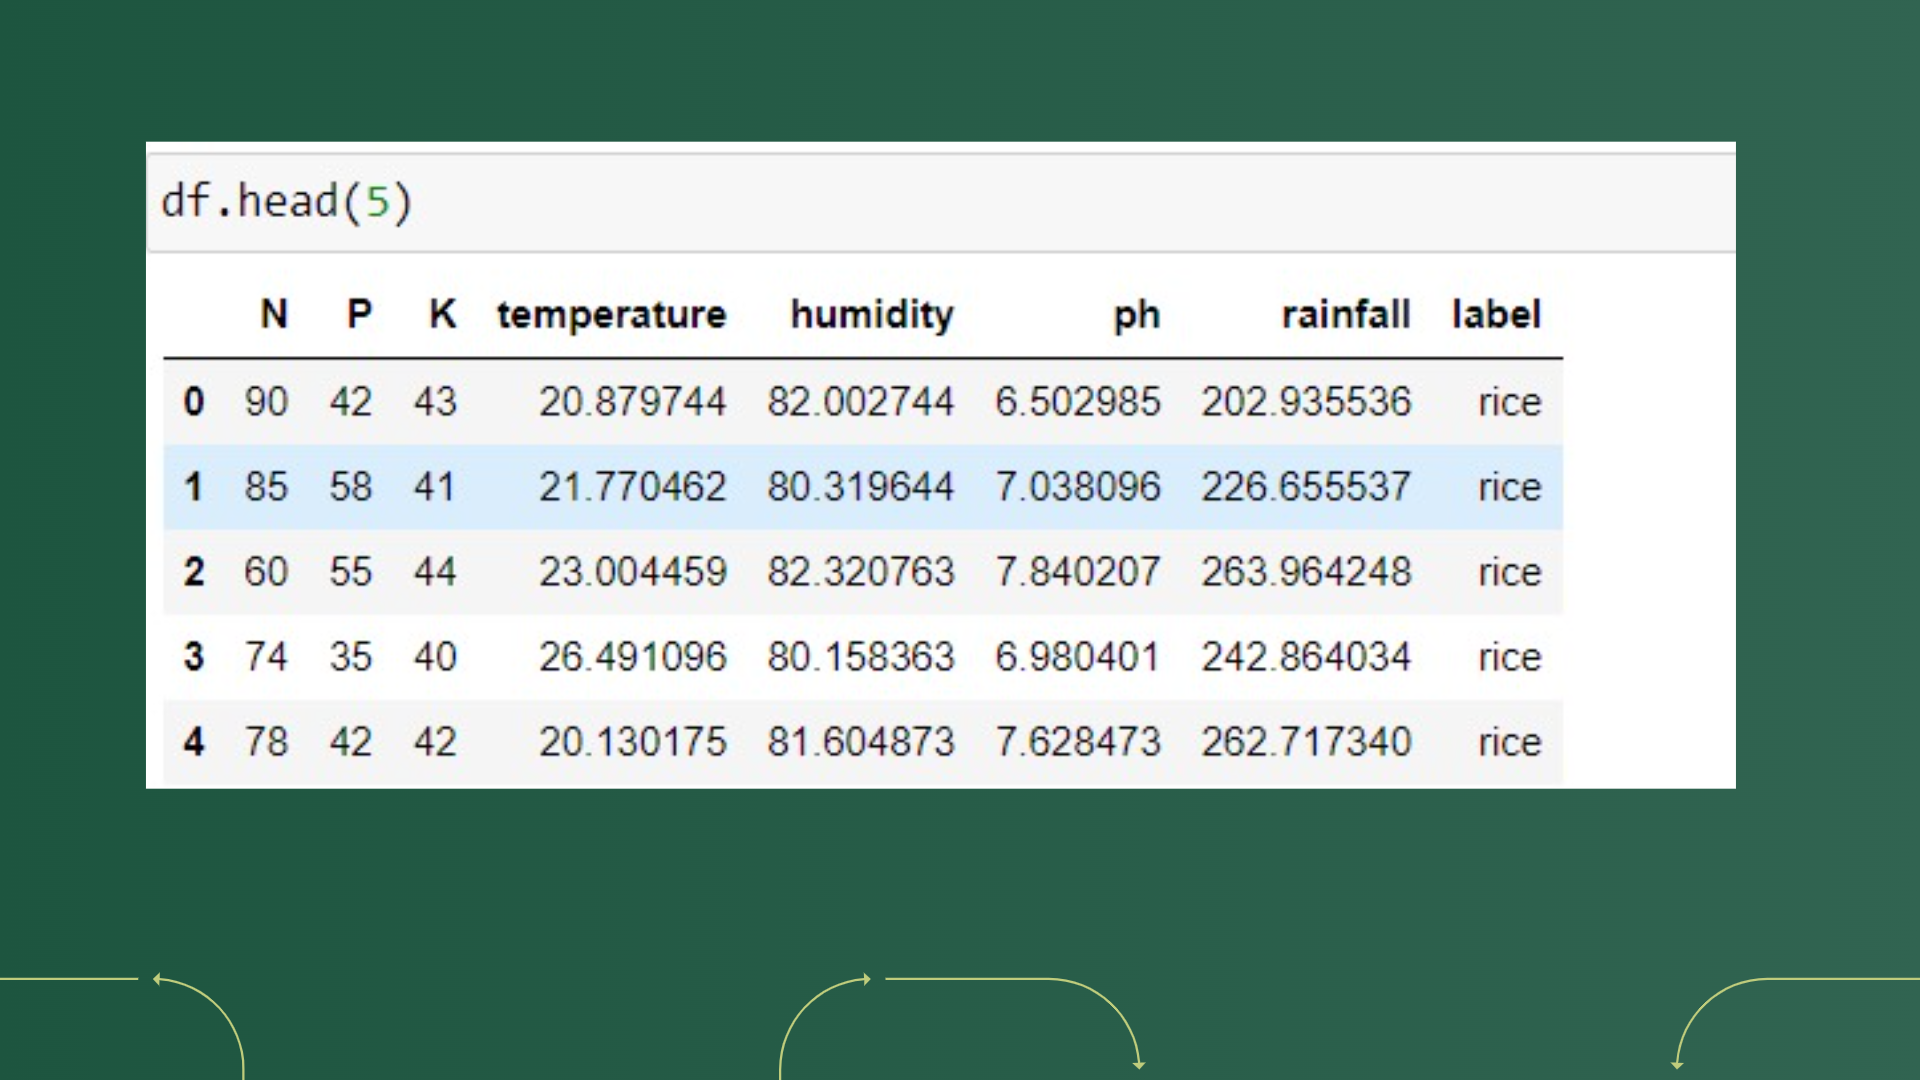 df.head(5)
N P K temperature humidity ph rainfall label
0 90 42 43 20.879744 82.002744 6.502985 202.935536 rice
1 85 58 41 21.770462 80.319644 7.038096 226.655537 rice
2 60 55 44 23.004459 82.320763 7.840207 263.964248 rice
3 74 35 40 26.491096 80.158363 6.980401 242.864034 rice
4 78 42 42 20.130175 81.604873 7.628473 262.717340 rice